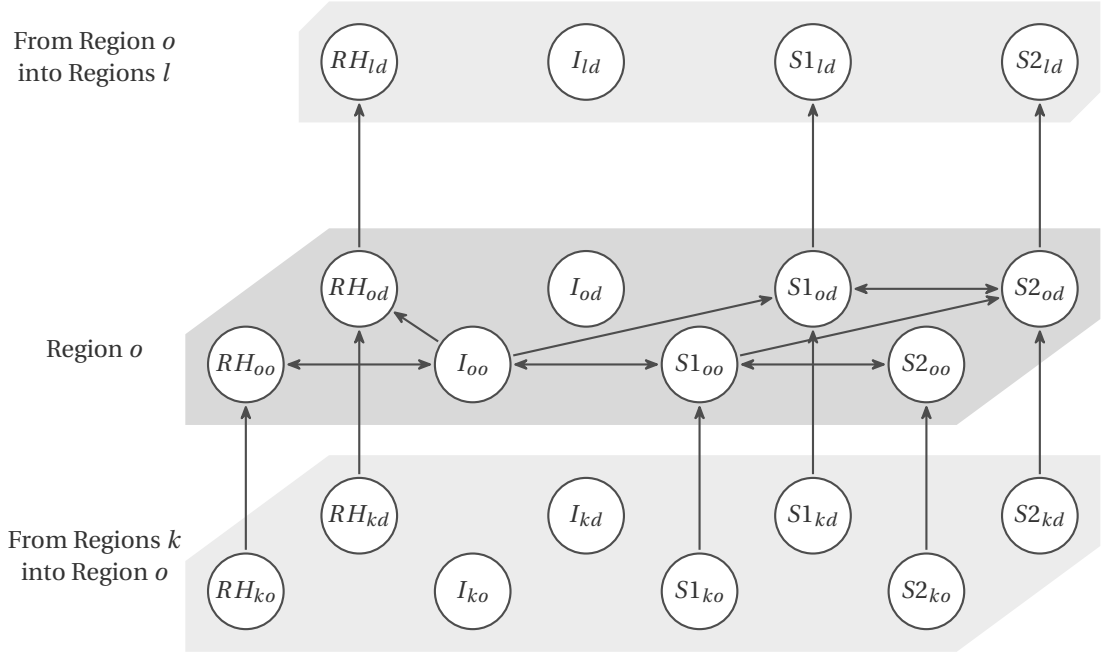 From Region o
into Regions l
RH_ld I_ld S1_ld S2_ld
RH_od I_od S1_od S2_od
Region o
RH_oo I_oo S1_oo S2_oo
RH_kd I_kd S1_kd S2_kd
From Regions k
into Region o
RH_ko I_ko S1_ko S2_ko